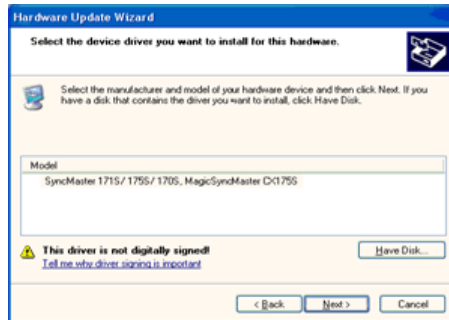 Hardware Update Wizard
Select the device driver you want to install for this hardware.
Select the manufacturer and model of your hardware device and then click Next. If you
have a disk that contains the driver you want to install, click Have Disk.
Model
SyncMaster 171S/ 175S/ 170S, MagicSyncMaster CX175S
This driver is not digitally signed!
Have Disk...
Tell me why driver signing is important
< Back
Next >
Cancel